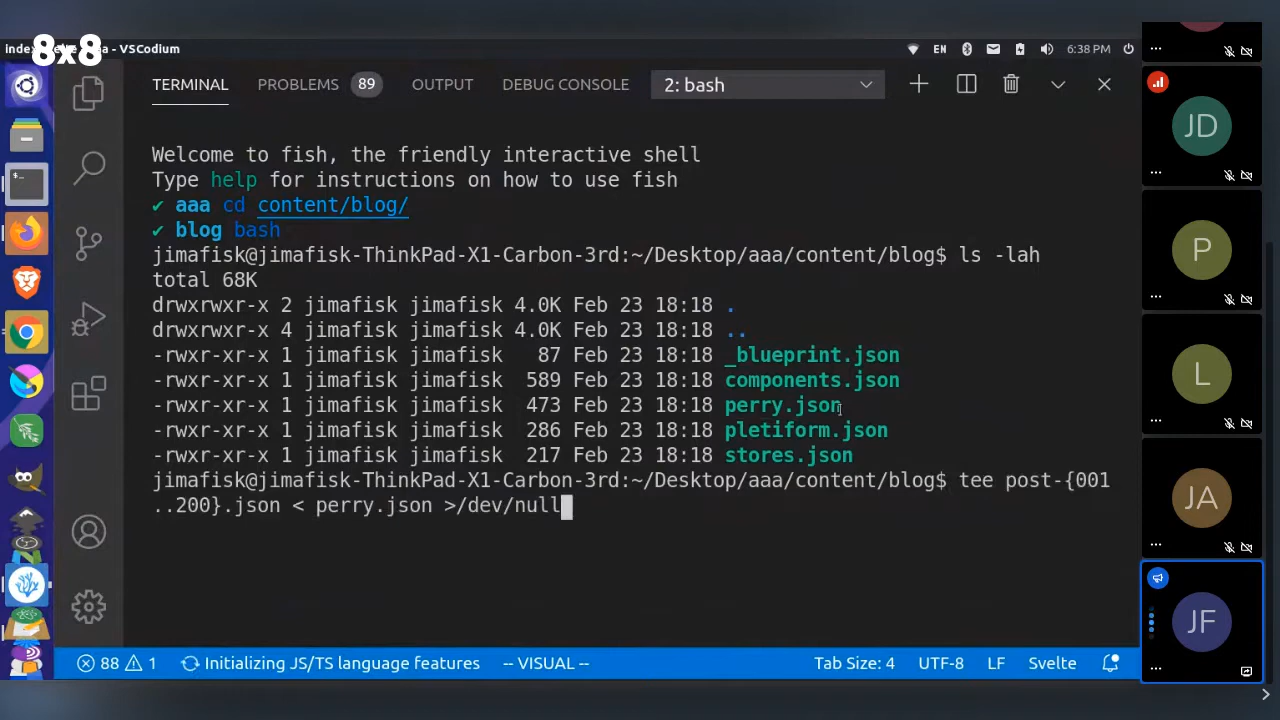 index
a - VSCodium
8x8
EN
6:38 PM
TERMINAL
PROBLEMS 89
OUTPUT
DEBUG CONSOLE
2: bash
Welcome to fish, the friendly interactive shell
Type help for instructions on how to use fish
✔ aaa cd content/blog/
✔ blog bash
jimafisk@jimafisk-ThinkPad-X1-Carbon-3rd:~/Desktop/aaa/content/blog$ ls -lah
total 68K
drwxrwxr-x 2 jimafisk jimafisk 4.0K Feb 23 18:18 .
drwxrwxr-x 4 jimafisk jimafisk 4.0K Feb 23 18:18 ..
-rwxr-xr-x 1 jimafisk jimafisk   87 Feb 23 18:18 _blueprint.json
-rwxr-xr-x 1 jimafisk jimafisk  589 Feb 23 18:18 components.json
-rwxr-xr-x 1 jimafisk jimafisk  473 Feb 23 18:18 perry.json
-rwxr-xr-x 1 jimafisk jimafisk  286 Feb 23 18:18 pletiform.json
-rwxr-xr-x 1 jimafisk jimafisk  217 Feb 23 18:18 stores.json
jimafisk@jimafisk-ThinkPad-X1-Carbon-3rd:~/Desktop/aaa/content/blog$ tee post-{001
..200}.json < perry.json >/dev/null
88 1
Initializing JS/TS language features
-- VISUAL --
Tab Size: 4
UTF-8
LF
Svelte
JD
P
L
JA
JF